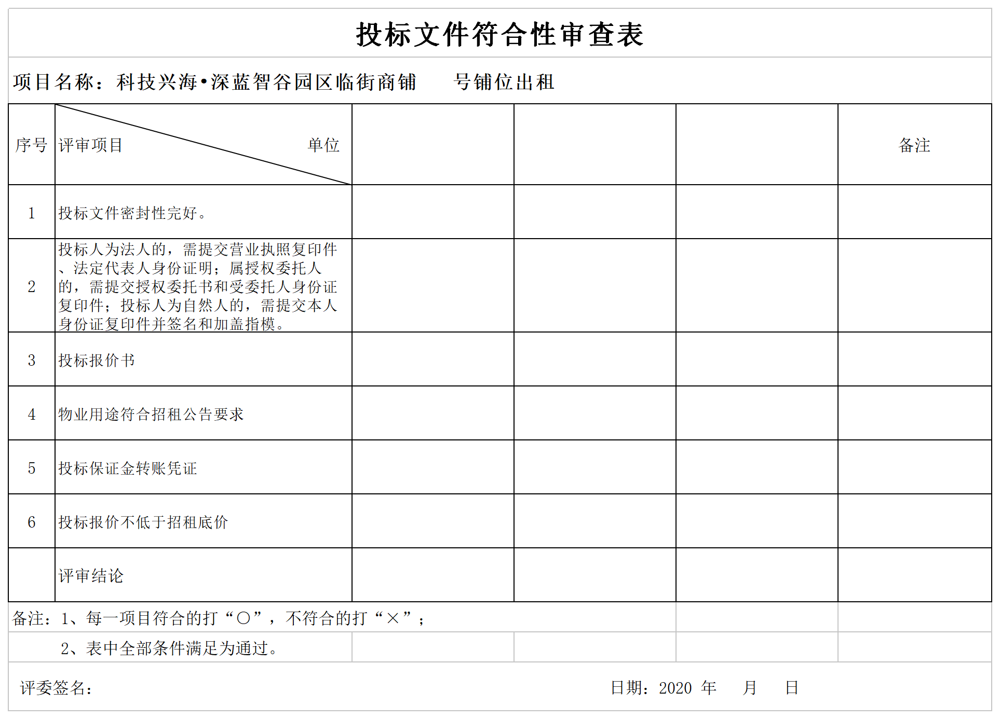 投标文件符合性审查表
项目名称：科技兴海•深蓝智谷园区临街商铺　　号铺位出租
序号 评审项目 单位 备注
1 投标文件密封性完好。
2 投标人为法人的，需提交营业执照复印件
、法定代表人身份证明；属授权委托人
的，需提交授权委托书和受委托人身份证
复印件；投标人为自然人的，需提交本人
身份证复印件并签名和加盖指模。
3 投标报价书
4 物业用途符合招租公告要求
5 投标保证金转账凭证
6 投标报价不低于招租底价
评审结论
备注：1、每一项目符合的打“○”，不符合的打“×”；
2、表中全部条件满足为通过。
评委签名： 日期：2020 年　月　日